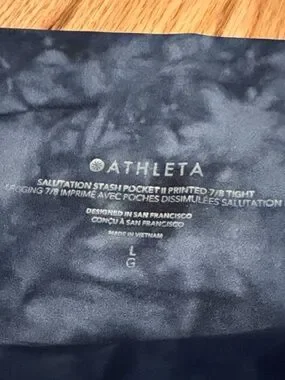 ATHLETA
SALUTATION STASH POCKET II PRINTED 7/8 TIGHT
LEGGING 7/8 IMPRIMÉ AVEC POCHES DISSIMULÉES SALUTATION
DESIGNED IN SAN FRANCISCO
CONÇU À SAN FRANCISCO
MADE IN VIETNAM
L
G